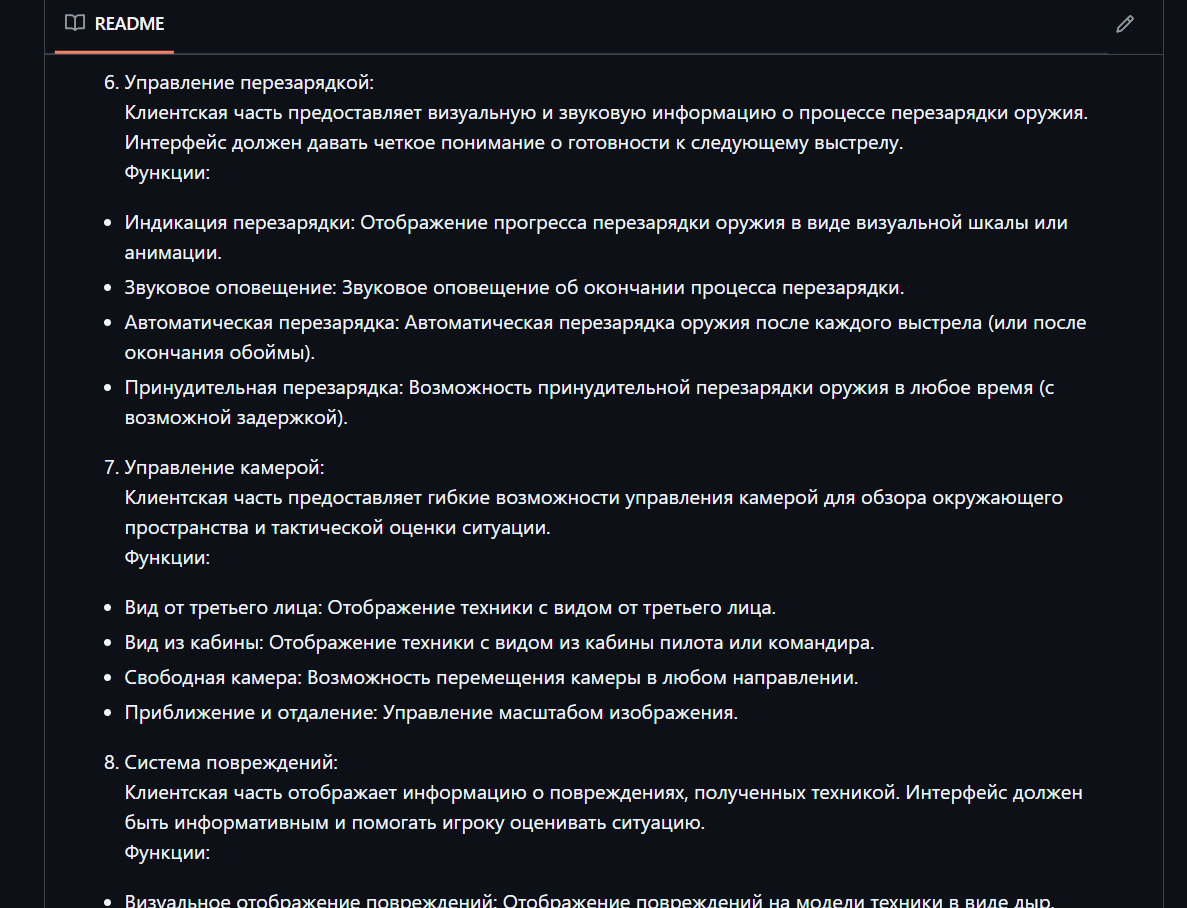 README
6. Управление перезарядкой:
Клиентская часть предоставляет визуальную и звуковую информацию о процессе перезарядки оружия.
Интерфейс должен давать четкое понимание о готовности к следующему выстрелу.
Функции:
• Индикация перезарядки: Отображение прогресса перезарядки оружия в виде визуальной шкалы или
анимации.
• Звуковое оповещение: Звуковое оповещение об окончании процесса перезарядки.
• Автоматическая перезарядка: Автоматическая перезарядка оружия после каждого выстрела (или после
окончания обоймы).
• Принудительная перезарядка: Возможность принудительной перезарядки оружия в любое время (с
возможной задержкой).
7. Управление камерой:
Клиентская часть предоставляет гибкие возможности управления камерой для обзора окружающего
пространства и тактической оценки ситуации.
Функции:
• Вид от третьего лица: Отображение техники с видом от третьего лица.
• Вид из кабины: Отображение техники с видом из кабины пилота или командира.
• Свободная камера: Возможность перемещения камеры в любом направлении.
• Приближение и отдаление: Управление масштабом изображения.
8. Система повреждений:
Клиентская часть отображает информацию о повреждениях, полученных техникой. Интерфейс должен
быть информативным и помогать игроку оценивать ситуацию.
Функции:
• Визуальное отображение повреждений: Отображение повреждений на модели техники в виде дыр,